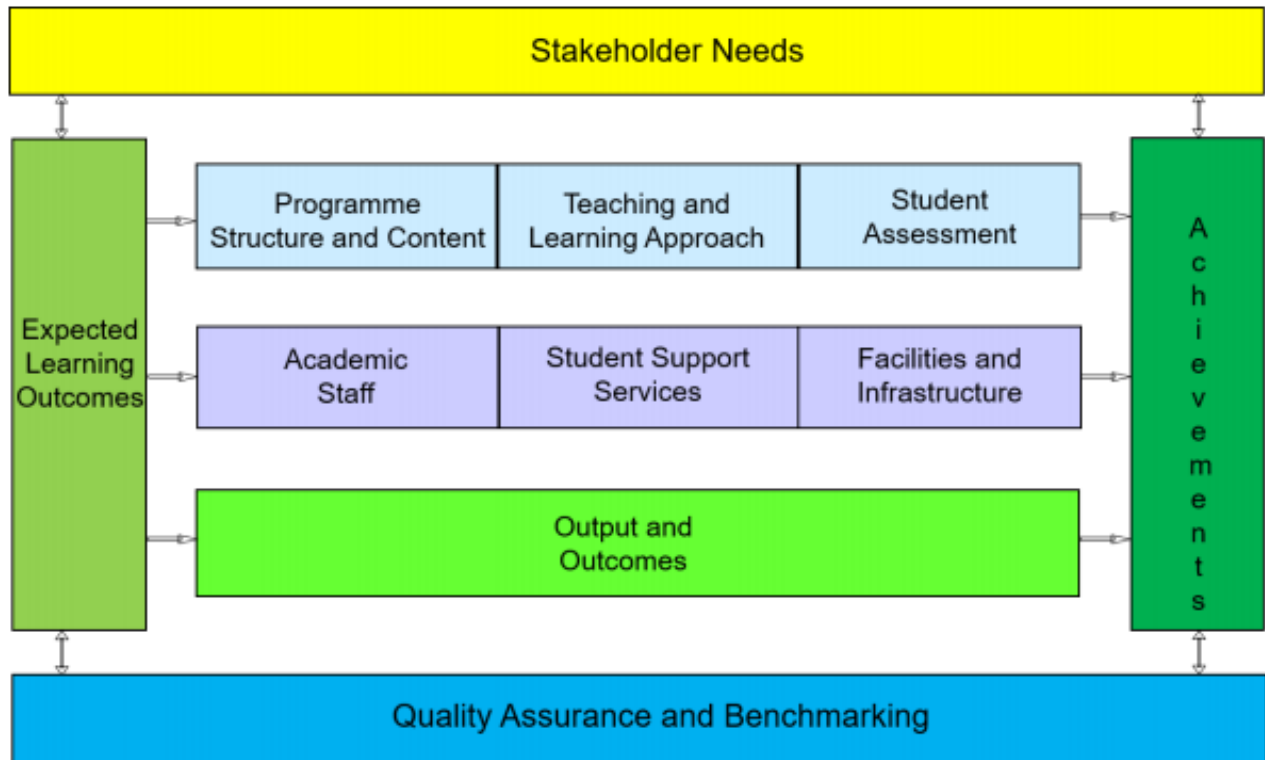 Stakeholder Needs
Programme
Structure and Content
Teaching and
Learning Approach
Student
Assessment
Expected
Learning
Outcomes
Academic
Staff
Student Support
Services
Facilities and
Infrastructure
Output and
Outcomes
Achievements
Quality Assurance and Benchmarking